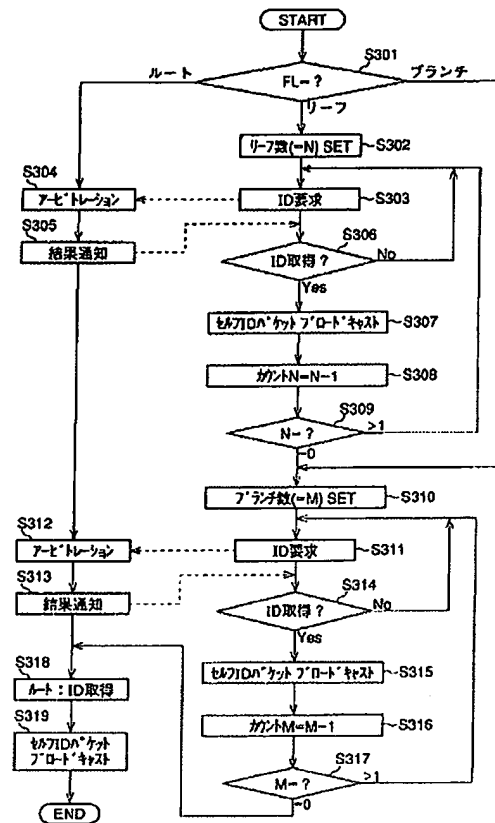 START
S301
ルート
FL=?
ブランチ
リーフ
リーフ数(=N) SET
S302
S304
アービトレーション
ID要求
S303
S305
結果通知
S306
ID取得?
No
Yes
セルフIDパケット ブロードキャスト
S307
カウントN=N-1
S308
S309
N=?
>1
=0
ブランチ数(=M) SET
S310
S312
アービトレーション
ID要求
S311
S313
結果通知
S314
ID取得?
No
Yes
S318
ルート:ID取得
セルフIDパケット ブロードキャスト
S315
S319
セルフIDパケット
ブロードキャスト
カウントM=M-1
S316
S317
M=?
>1
=0
END